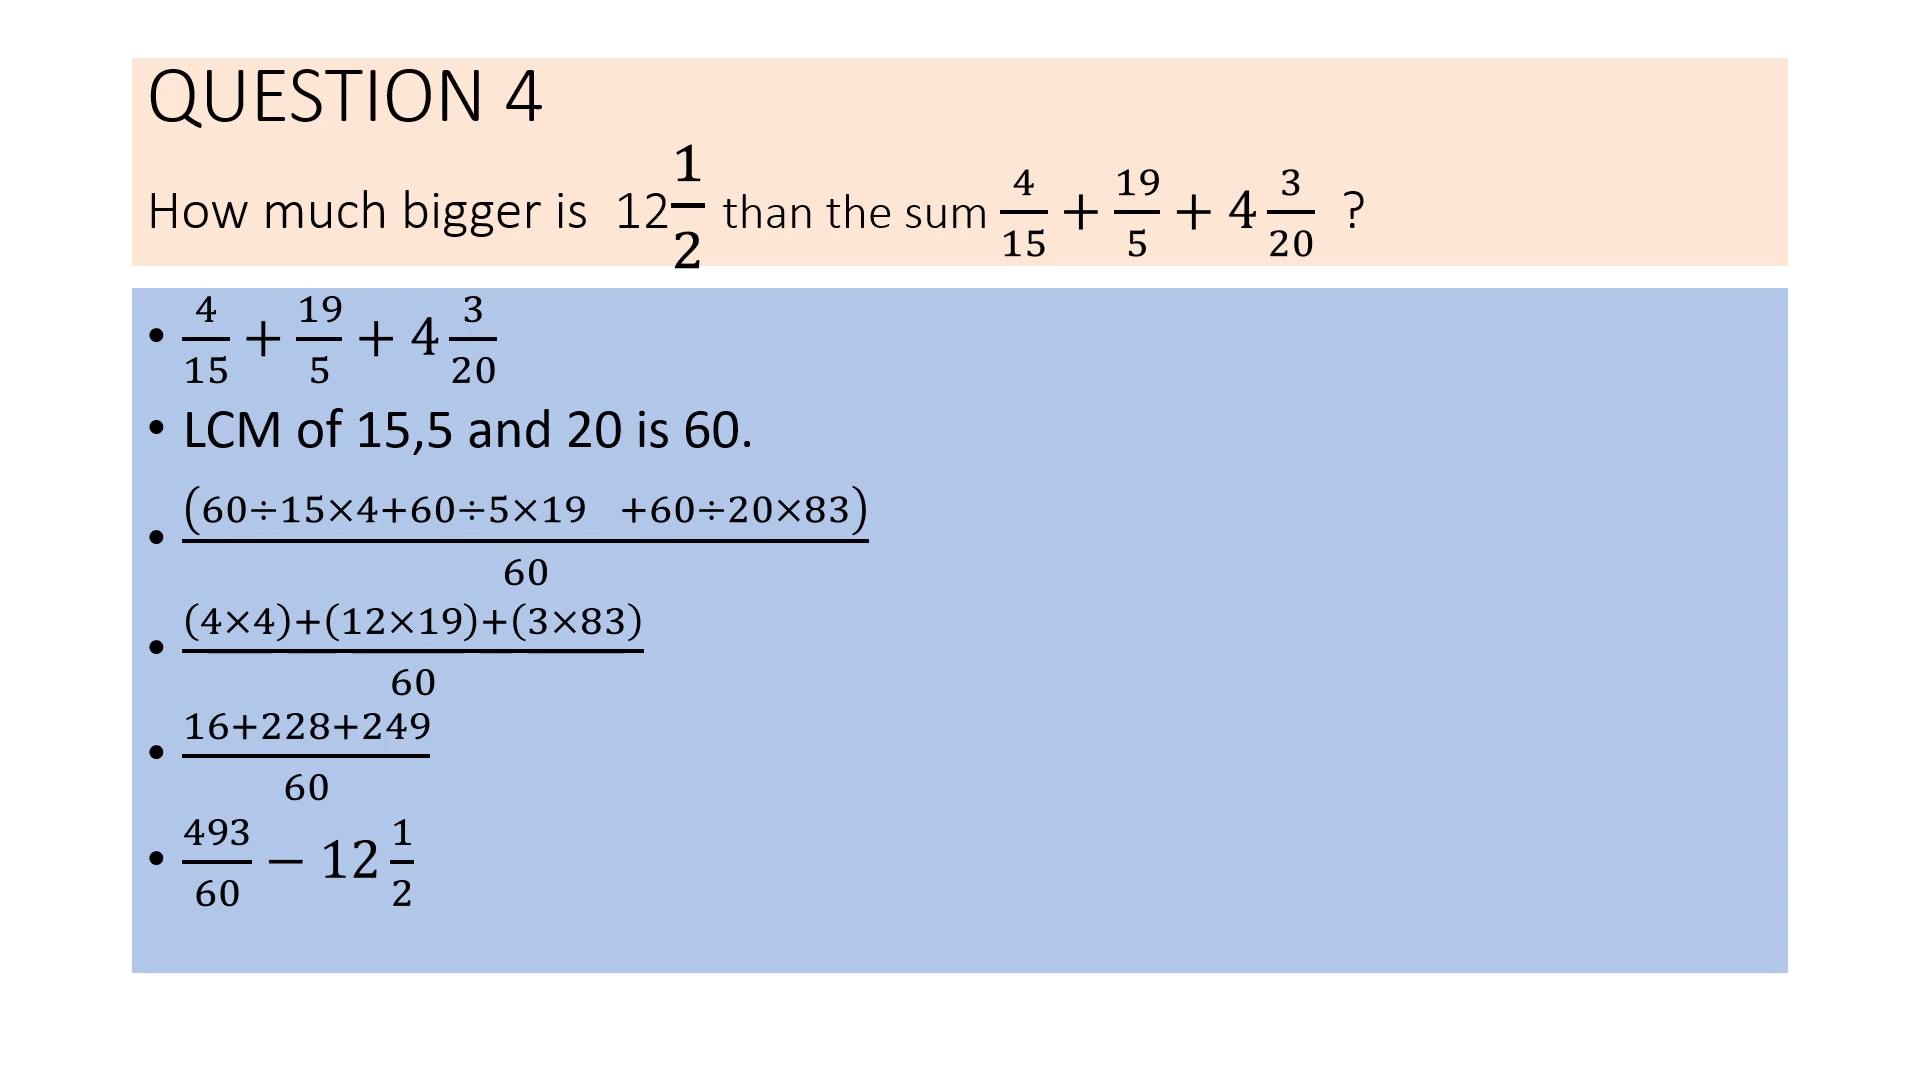 QUESTION 4
How much bigger is 12 1/2 than the sum 4/15 + 19/5 + 4 3/20 ?
• 4/15 + 19/5 + 4 3/20
• LCM of 15,5 and 20 is 60.
• (60÷15×4+60÷5×19 +60÷20×83)/60
• (4×4)+(12×19)+(3×83)/60
• 16+228+249/60
• 493/60 − 12 1/2